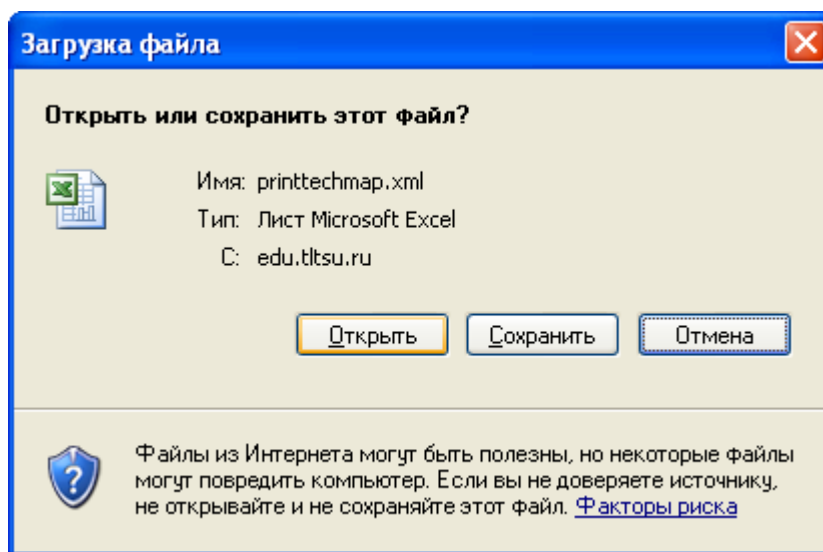 Загрузка файла
Открыть или сохранить этот файл?
Имя: printtechmap.xml
Тип: Лист Microsoft Excel
С: edu.tltsu.ru
Открыть Сохранить Отмена
Файлы из Интернета могут быть полезны, но некоторые файлы
могут повредить компьютер. Если вы не доверяете источнику,
не открывайте и не сохраняйте этот файл. Факторы риска